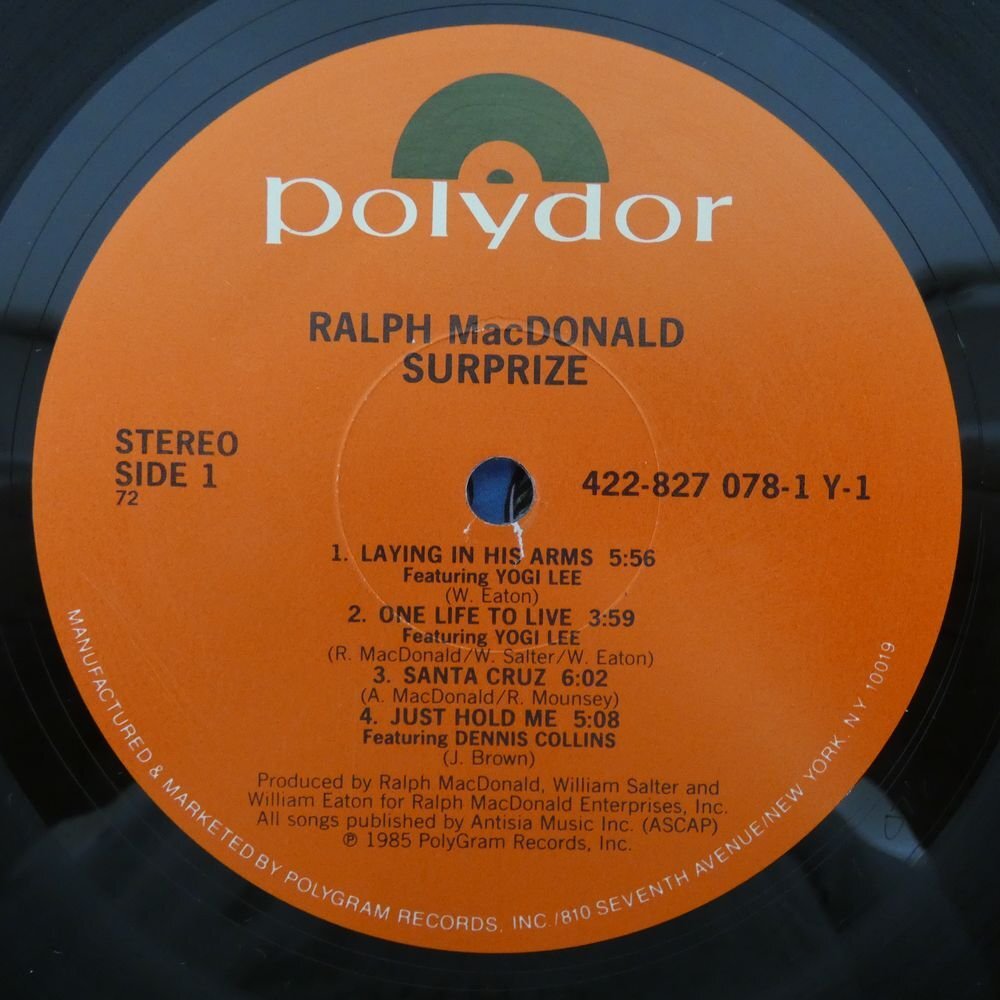 polydor
RALPH MacDONALD
SURPRIZE
STEREO
SIDE 1
72
422-827 078-1 Y-1
1. LAYING IN HIS ARMS 5:56
Featuring YOGI LEE
(W. Eaton)
2. ONE LIFE TO LIVE 3:59
Featuring YOGI LEE
(R. MacDonald/W. Salter/W. Eaton)
3. SANTA CRUZ 6:02
(A. MacDonald/R. Mounsey)
4. JUST HOLD ME 5:08
Featuring DENNIS COLLINS
(J. Brown)
Produced by Ralph MacDonald, William Salter and
William Eaton for Ralph MacDonald Enterprises, Inc.
All songs published by Antisia Music Inc. (ASCAP)
℗ 1985 PolyGram Records, Inc.
MANUFACTURED & MARKETED BY POLYGRAM RECORDS, INC./810 SEVENTH AVENUE/NEW YORK, NY 10019